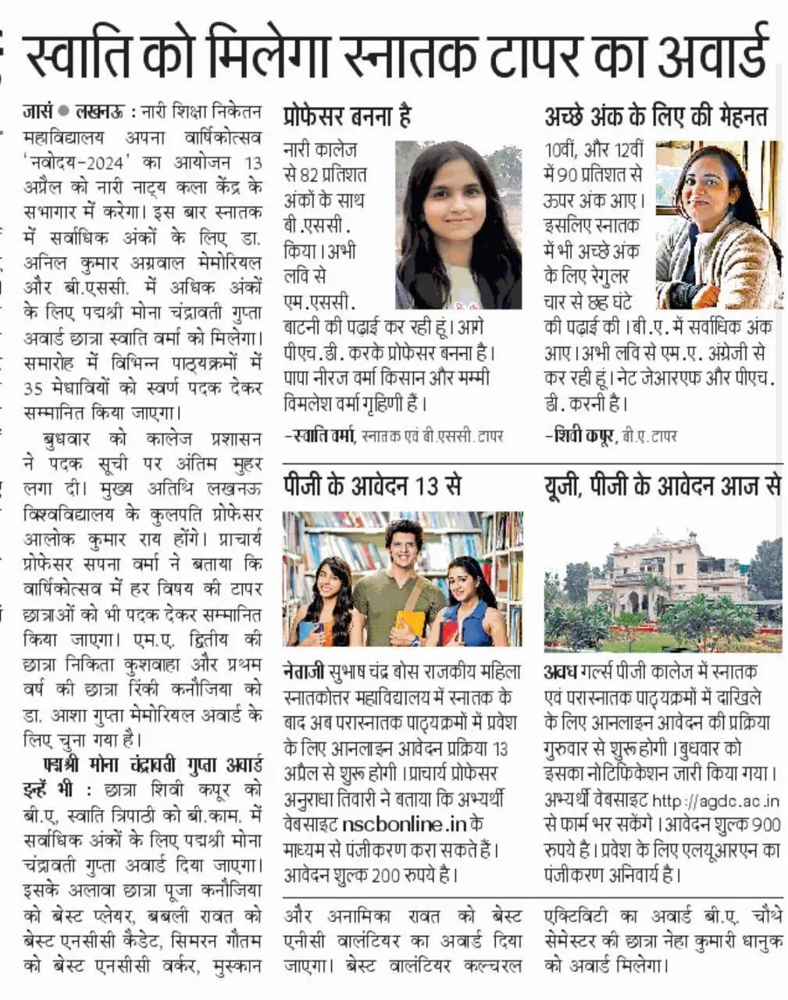 स्वाति को मिलेगा स्नातक टापर का अवार्ड
जासं ● लखनऊ : नारी शिक्षा निकेतन
महाविद्यालय अपना वार्षिकोत्सव
'नवोदय-2024' का आयोजन 13
अप्रैल को नारी नाट्य कला केंद्र के
सभागार में करेगा। इस बार स्नातक
में सर्वाधिक अंकों के लिए डा.
अनिल कुमार अग्रवाल मेमोरियल
और बी.एससी. में अधिक अंकों
के लिए पद्मश्री मोना चंद्रावती गुप्ता
अवार्ड छात्रा स्वाति वर्मा को मिलेगा।
समारोह में विभिन्न पाठ्यक्रमों में
35 मेधावियों को स्वर्ण पदक देकर
सम्मानित किया जाएगा।
बुधवार को कालेज प्रशासन
ने पदक सूची पर अंतिम मुहर
लगा दी। मुख्य अतिथि लखनऊ
विश्वविद्यालय के कुलपति प्रोफेसर
आलोक कुमार राय होंगे। प्राचार्य
प्रोफेसर सपना वर्मा ने बताया कि
वार्षिकोत्सव में हर विषय की टापर
छात्राओं को भी पदक देकर सम्मानित
किया जाएगा। एम.ए. द्वितीय की
छात्रा निकिता कुशवाहा और प्रथम
वर्ष की छात्रा रिंकी कनौजिया को
डा. आशा गुप्ता मेमोरियल अवार्ड के
लिए चुना गया है।
पद्मश्री मोना चंद्रावती गुप्ता अवार्ड
इन्हें भी : छात्रा शिवी कपूर को
बी.ए, स्वाति त्रिपाठी को बी.काम. में
सर्वाधिक अंकों के लिए पद्मश्री मोना
चंद्रावती गुप्ता अवार्ड दिया जाएगा।
इसके अलावा छात्रा पूजा कनौजिया
को बेस्ट प्लेयर, बबली रावत को
बेस्ट एनसीसी कैडेट, सिमरन गौतम
को बेस्ट एनसीसी वर्कर, मुस्कान
प्रोफेसर बनना है
नारी कालेज
से 82 प्रतिशत
अंकों के साथ
बी.एससी.
किया।अभी
लवि से
एम.एससी.
बाटनी की पढ़ाई कर रही हूं। आगे
पीएच.डी. करके प्रोफेसर बनना है।
पापा नीरज वर्मा किसान और मम्मी
विमलेश वर्मा गृहिणी हैं।
-स्वाति वर्मा, स्नातक एवं बी.एससी. टापर
अच्छे अंक के लिए की मेहनत
10वीं, और 12वीं
में 90 प्रतिशत से
ऊपर अंक आए।
इसलिए स्नातक
में भी अच्छे अंक
के लिए रेगुलर
चार से छह घंटे
की पढ़ाई की।बी.ए. में सर्वाधिक अंक
आए।अभी लवि से एम.ए. अंग्रेजी से
कर रही हूं।नेट जेआरएफ और पीएच.
डी. करनी है।
-शिवी कपूर, बी.ए. टापर
पीजी के आवेदन 13 से
नेताजी सुभाष चंद्र बोस राजकीय महिला
स्नातकोत्तर महाविद्यालय में स्नातक के
बाद अब परास्नातक पाठ्यक्रमों में प्रवेश
के लिए आनलाइन आवेदन प्रक्रिया 13
अप्रैल से शुरू होगी।प्राचार्य प्रोफेसर
अनुराधा तिवारी ने बताया कि अभ्यर्थी
वेबसाइट nscbonline.in के
माध्यम से पंजीकरण करा सकते हैं।
आवेदन शुल्क 200 रुपये है।
यूजी, पीजी के आवेदन आज से
अवध गर्ल्स पीजी कालेज में स्नातक
एवं परास्नातक पाठ्यक्रमों में दाखिले
के लिए आनलाइन आवेदन की प्रक्रिया
गुरुवार से शुरू होगी।बुधवार को
इसका नोटिफिकेशन जारी किया गया।
अभ्यर्थी वेबसाइट http://agdc.ac.in
से फार्म भर सकेंगे।आवेदन शुल्क 900
रुपये है।प्रवेश के लिए एलयूआरएन का
पंजीकरण अनिवार्य है।
और अनामिका रावत को बेस्ट
एनीसी वालंटियर का अवार्ड दिया
जाएगा। बेस्ट वालंटियर कल्चरल
एक्टिविटी का अवार्ड बी.ए. चौथे
सेमेस्टर की छात्रा नेहा कुमारी धानुक
को अवार्ड मिलेगा।